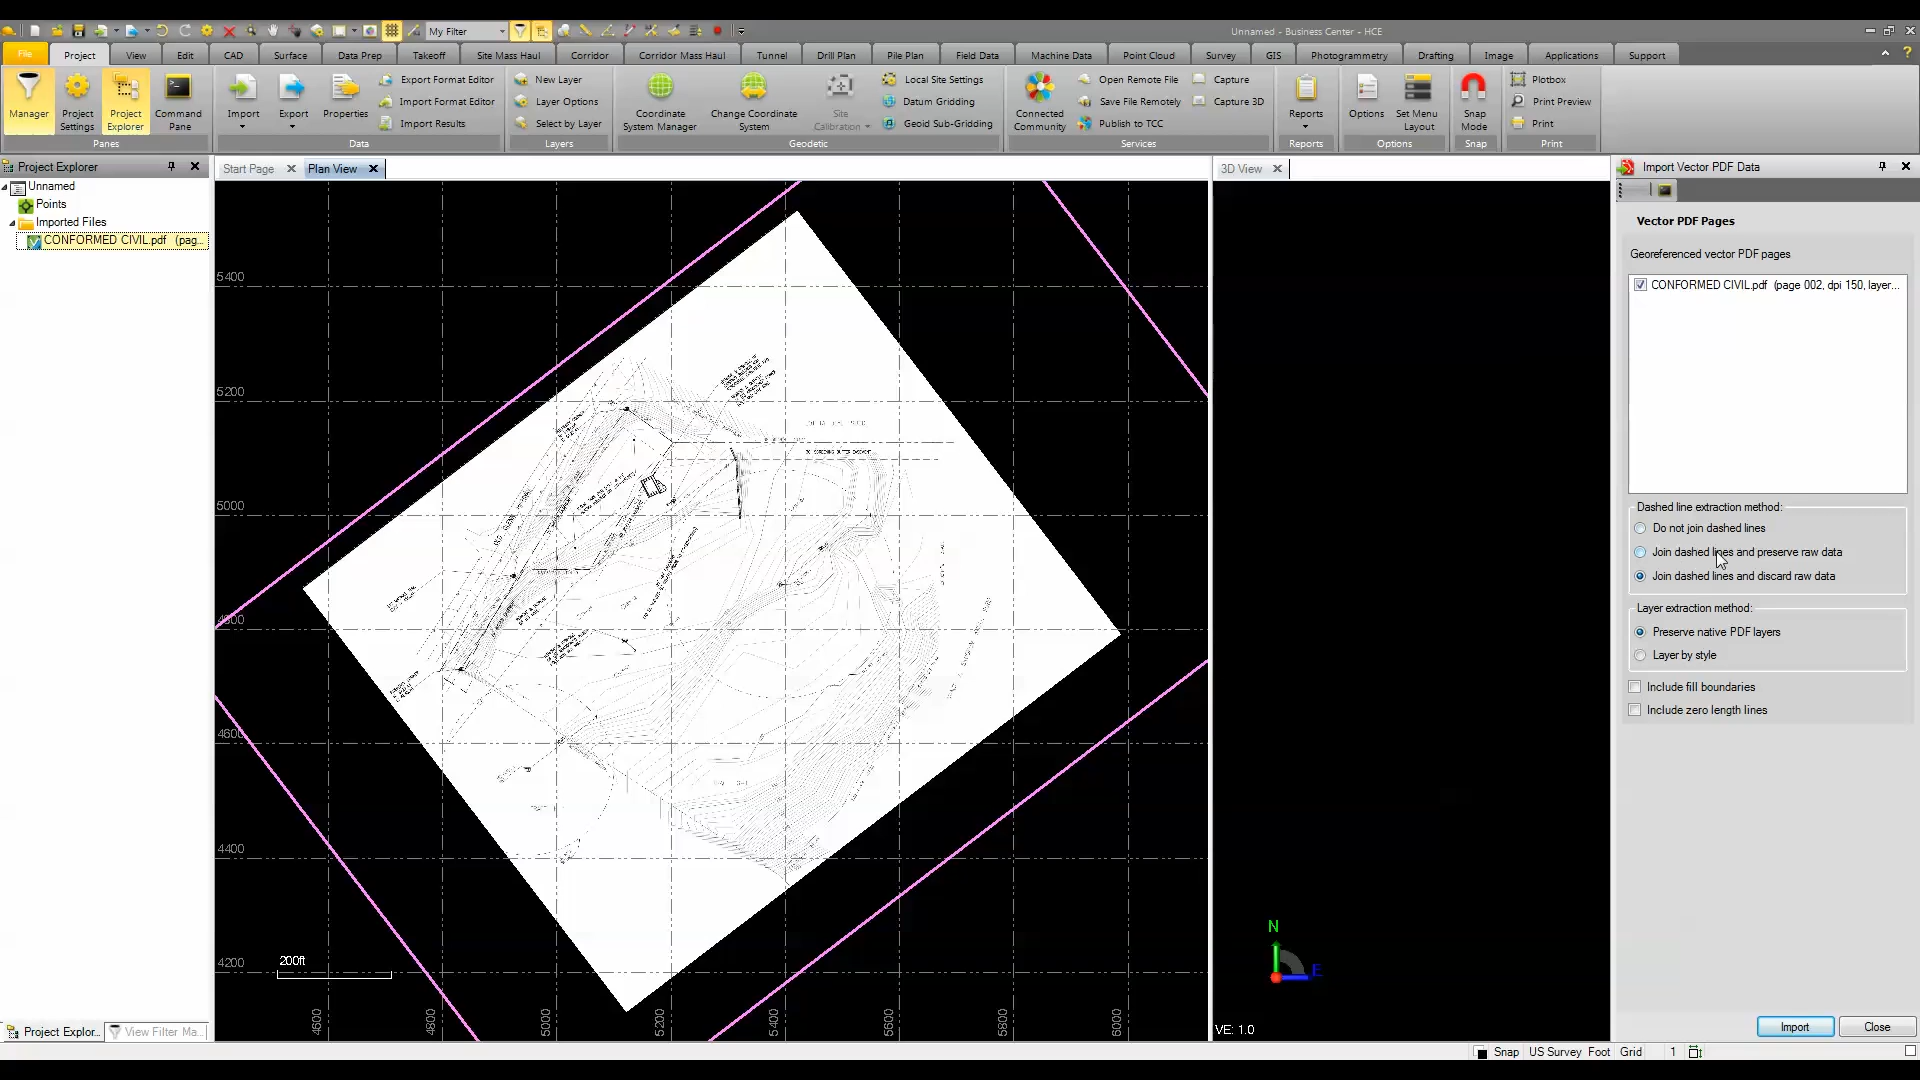 My Filter
Unnamed - Business Center - HCE
File Project View Edit CAD Surface Data Prep Takeoff Site Mass Haul Corridor Corridor Mass Haul Tunnel Drill Plan Pile Plan Field Data Machine Data Point Cloud Survey GIS Photogrammetry Drafting Image Applications Support
Manager
Project Settings
Project Explorer
Command Pane
Panes
Import
Export
Properties
Export Format Editor
Import Format Editor
Import Results
Data
New Layer
Layer Options
Select by Layer
Layers
Coordinate System Manager
Change Coordinate System
Site Calibration
Local Site Settings
Datum Gridding
Geoid Sub-Gridding
Geodetic
Connected Community
Open Remote File
Save File Remotely
Publish to TCC
Capture
Capture 3D
Services
Reports
Reports
Options
Set Menu Layout
Options
Snap Mode
Snap
Plotbox
Print Preview
Print
Print
Project Explorer
Unnamed
Points
Imported Files
CONFORMED CIVIL.pdf (pag...
Project Explor...
View Filter Ma...
Start Page
Plan View
5400
5200
5000
4800
4600
4400
4200
200ft
4600
4800
5000
5200
5400
5600
5800
6000
3D View
N
E
VE: 1.0
Import Vector PDF Data
Vector PDF Pages
Georeferenced vector PDF pages
CONFORMED CIVIL.pdf (page 002, dpi 150, layer...
Dashed line extraction method:
Do not join dashed lines
Join dashed lines and preserve raw data
Join dashed lines and discard raw data
Layer extraction method:
Preserve native PDF layers
Layer by style
Include fill boundaries
Include zero length lines
Import
Close
Snap
US Survey Foot
Grid
1